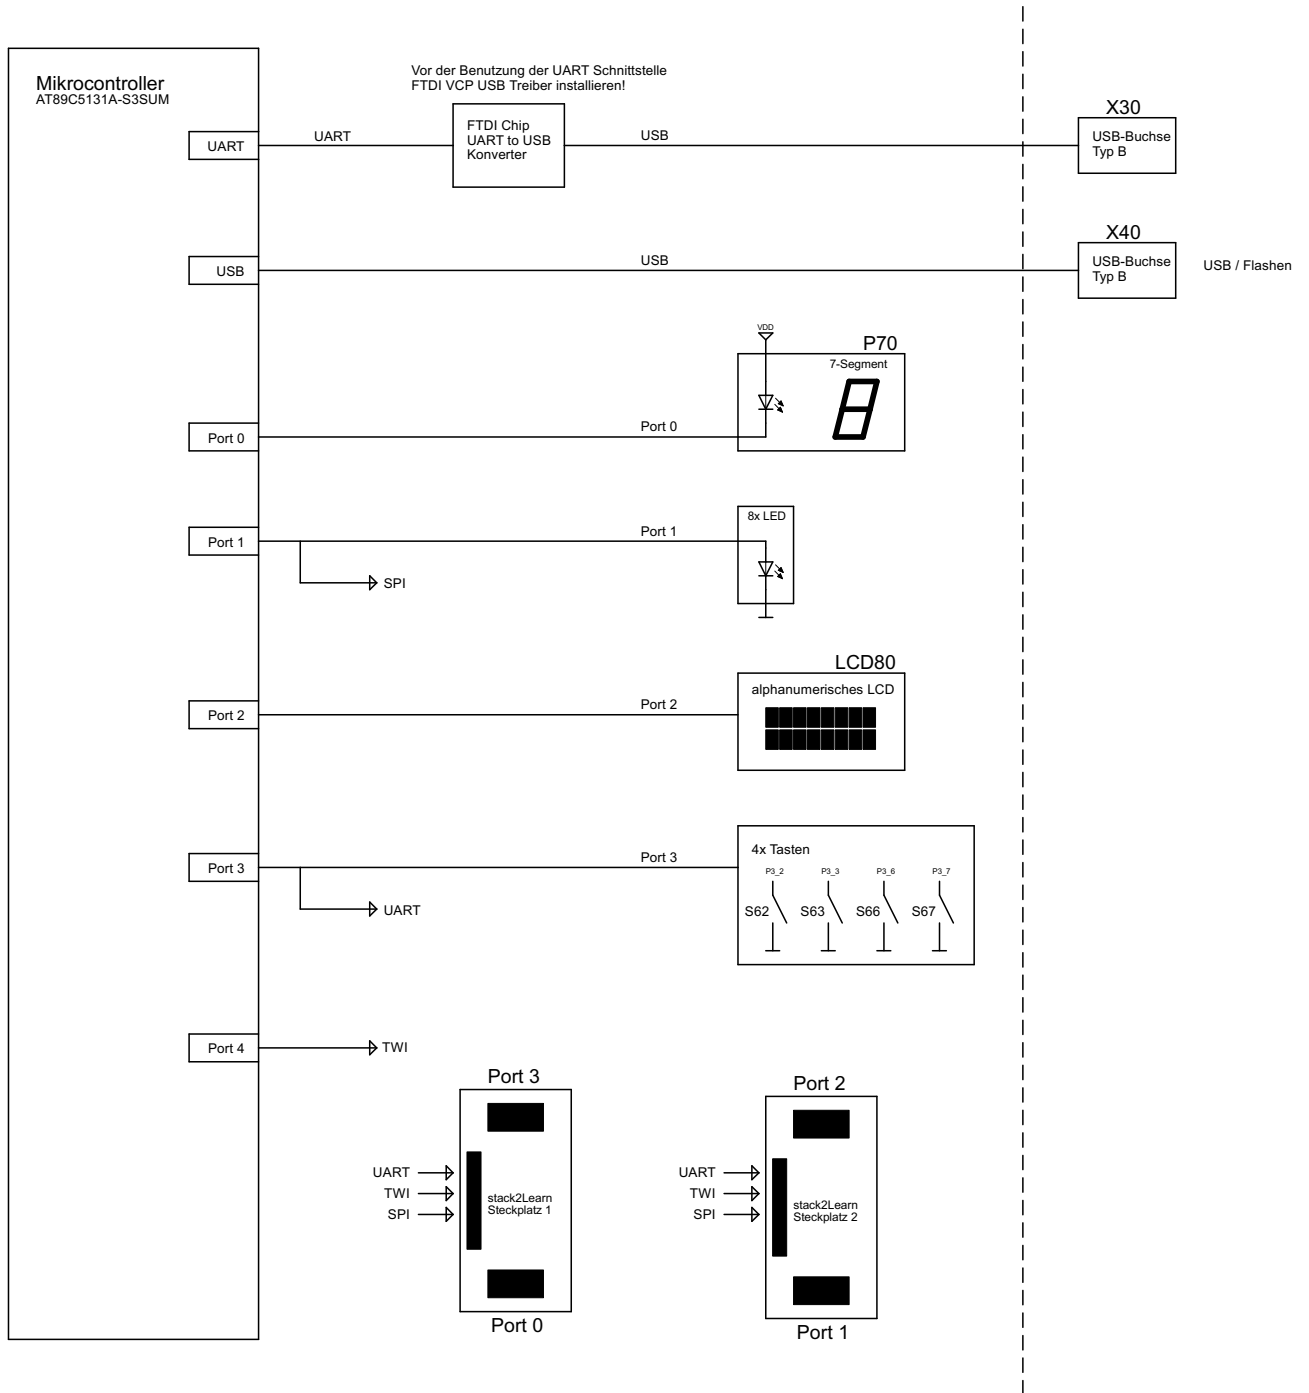 Mikrocontroller
AT89C5131A-S3SUM
Vor der Benutzung der UART Schnittstelle
FTDI VCP USB Treiber installieren!
UART
UART
FTDI Chip
UART to USB
Konverter
USB
X30
USB-Buchse
Typ B
USB
USB
X40
USB-Buchse
Typ B
USB / Flashen
VDD
P70
7-Segment
Port 0
Port 0
8x LED
Port 1
Port 1
SPI
LCD80
alphanumerisches LCD
Port 2
Port 2
4x Tasten
Port 3
Port 3
P3_2 P3_3 P3_6 P3_7
S62 S63 S66 S67
UART
Port 4
TWI
Port 3
UART
TWI
SPI
stack2Learn
Steckplatz 1
Port 0
Port 2
UART
TWI
SPI
stack2Learn
Steckplatz 2
Port 1